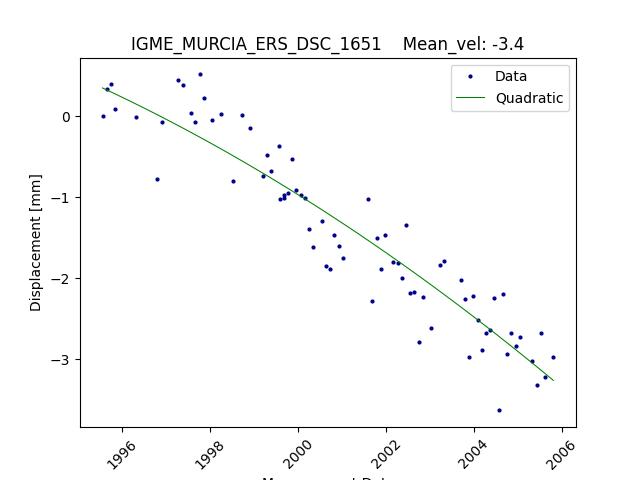 IGME_MURCIA_ERS_DSC_1651    Mean_vel: -3.4
Data
Quadratic
Displacement [mm]
0
−1
−2
−3
1996
1998
2000
2002
2004
2006